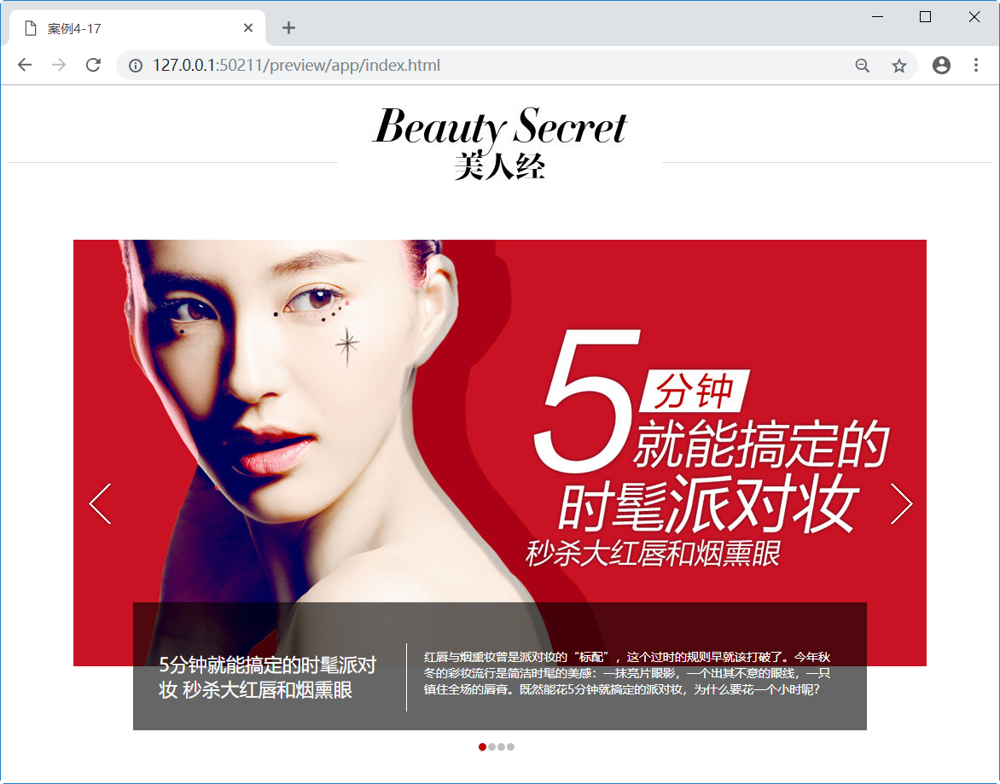 案例4-17
127.0.0.1:50211/preview/app/index.html
Beauty Secret
美人经
5分钟
就能搞定的
时髦派对妆
秒杀大红唇和烟熏眼
5分钟就能搞定的时髦派对
妆 秒杀大红唇和烟熏眼
红唇与烟熏妆曾是派对妆的“标配”，这个过时的规则早就该打破了。今年秋
冬的彩妆流行是简洁时髦的美感：一抹亮片眼影，一个出其不意的眼线，一只
镇住全场的唇膏。既然能花5分钟就搞定的派对妆，为什么要花一个小时呢？